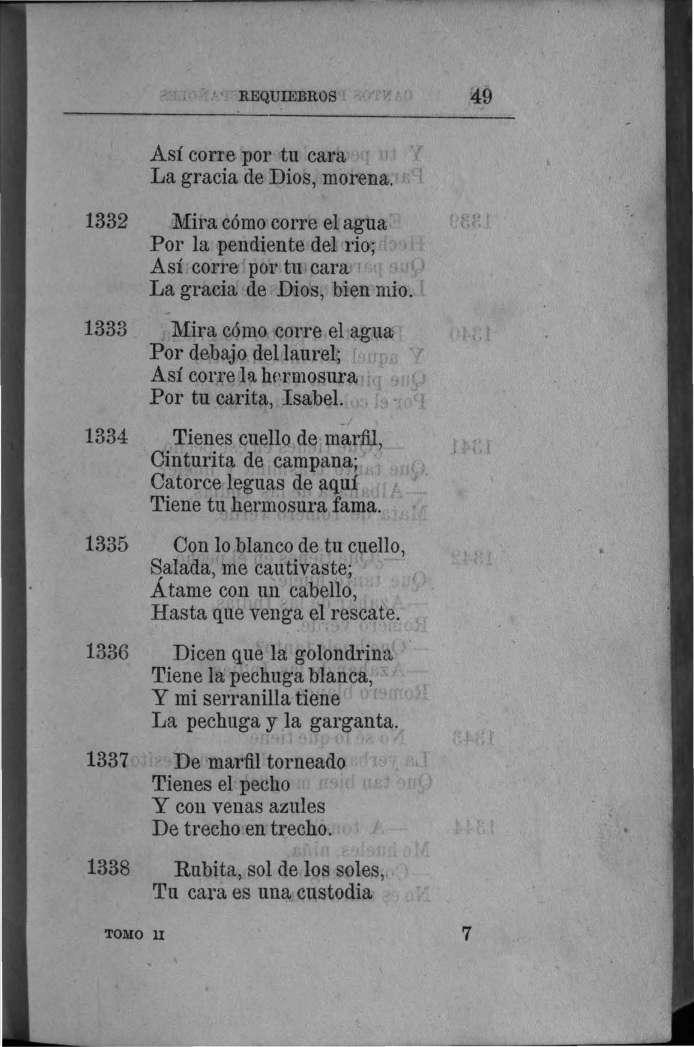 REQUIEBROS 49
Así corre por tu cara
La gracia de Dios, morena.
1332 Mira cómo corre el agua
Por la pendiente del rio;
Así corre por tu cara
La gracia de Dios, bien mio.
1333 Mira cómo corre el agua
Por debajo del laurel;
Así corre la hermosura
Por tu carita, Isabel.
1334 Tienes cuello de marfil,
Cinturita de campana;
Catorce leguas de aquí
Tiene tu hermosura fama.
1335 Con lo blanco de tu cuello,
Salada, me cautivaste;
Átame con un cabello,
Hasta que venga el rescate.
1336 Dicen que la golondrina
Tiene la pechuga blanca,
Y mi serranilla tiene
La pechuga y la garganta.
1337 De marfil torneado
Tienes el pecho
Y con venas azules
De trecho en trecho.
1338 Rubita, sol de los soles,
Tu cara es una custodia
TOMO II 7